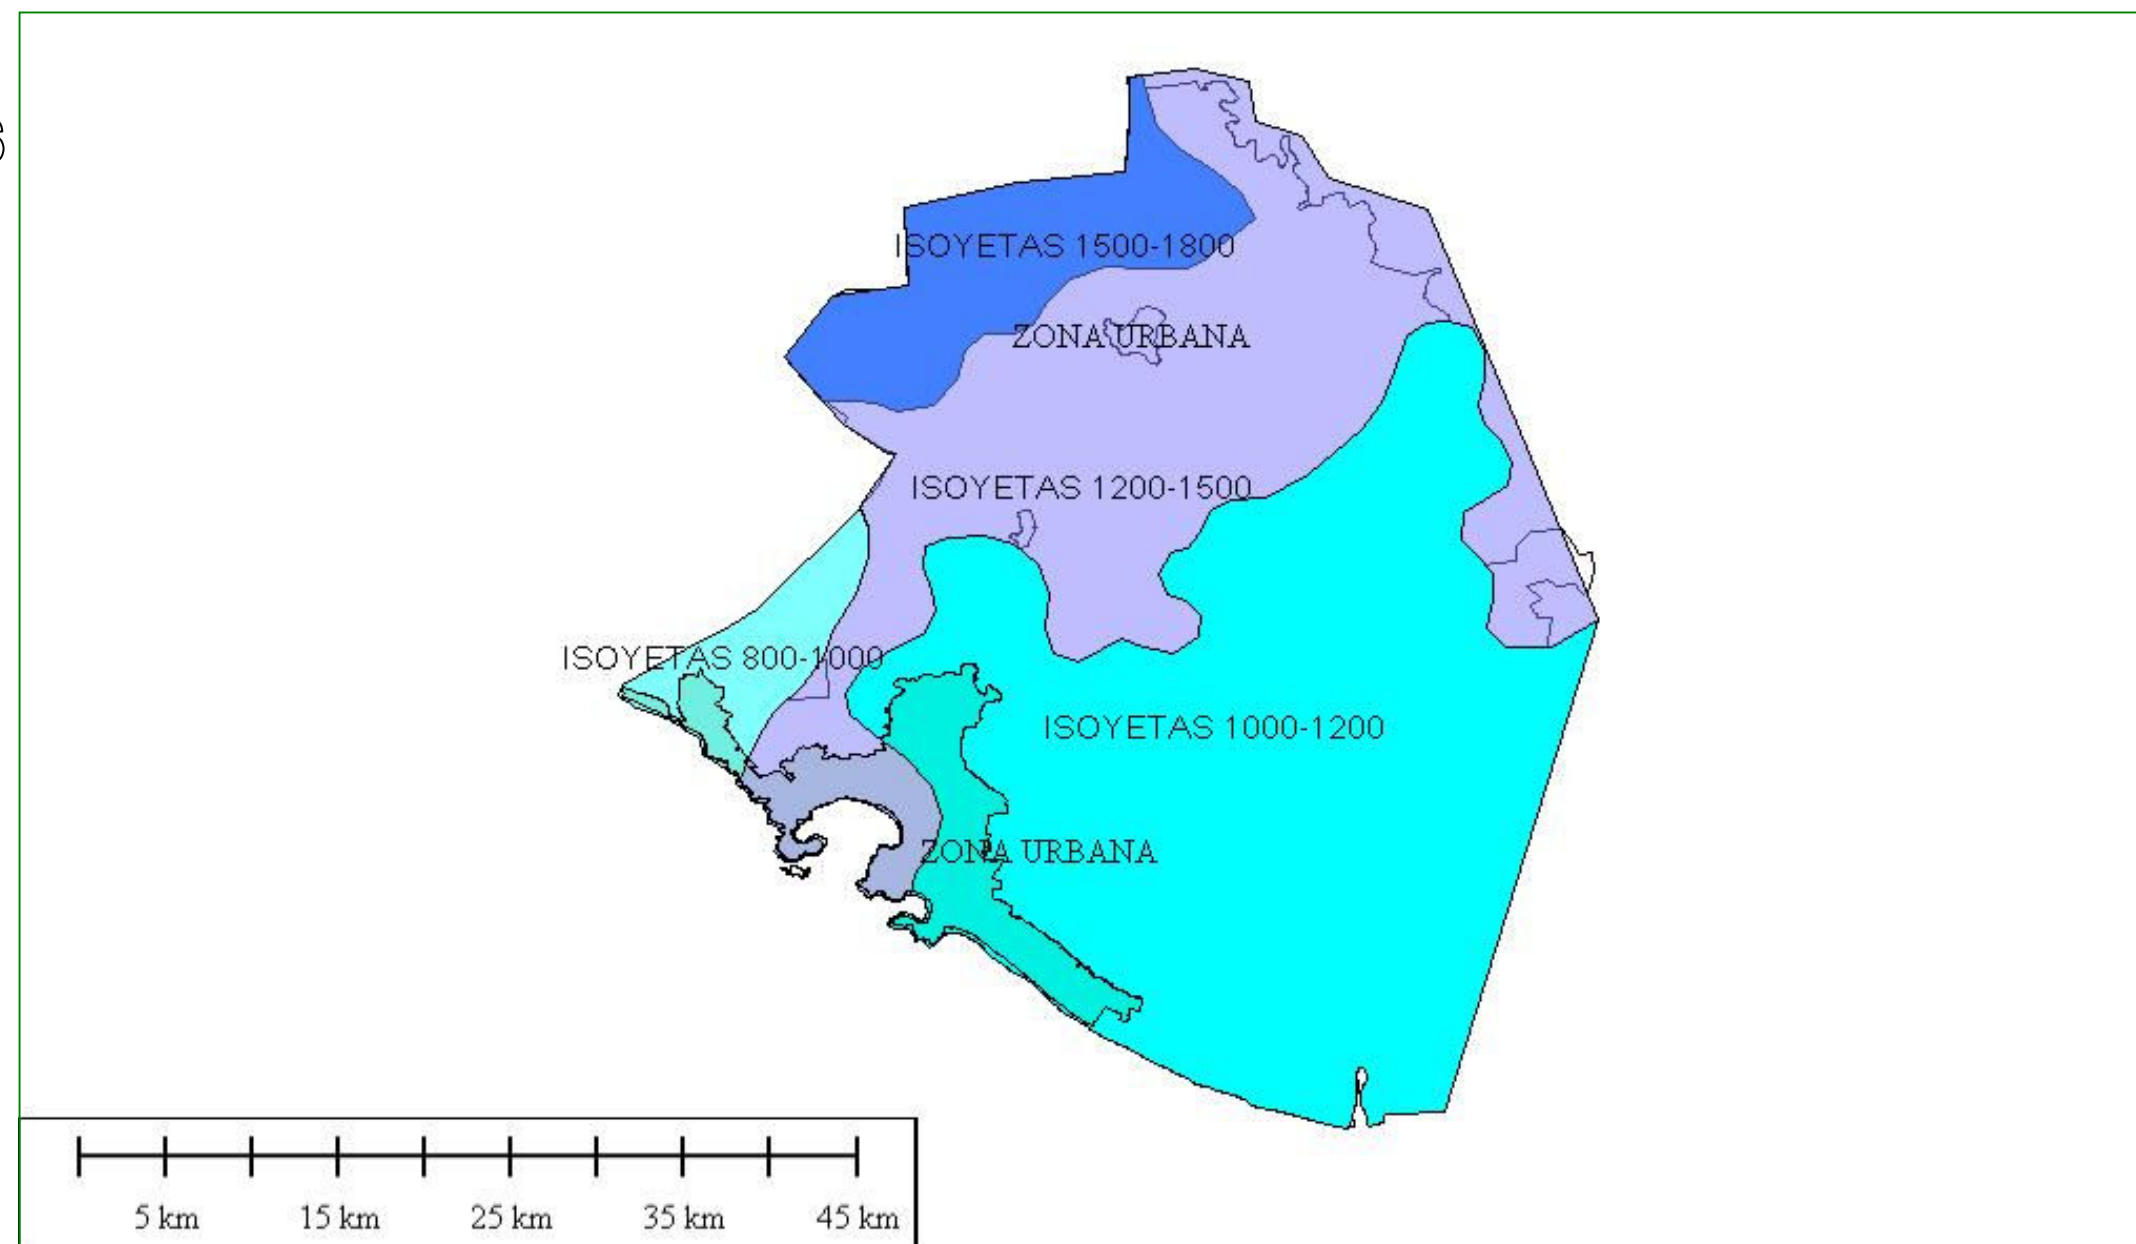 ISOYETAS 1500-1800
ZONA URBANA
ISOYETAS 1200-1500
ISOYETAS 800-1000
ISOYETAS 1000-1200
ZONA URBANA
5 km 15 km 25 km 35 km 45 km